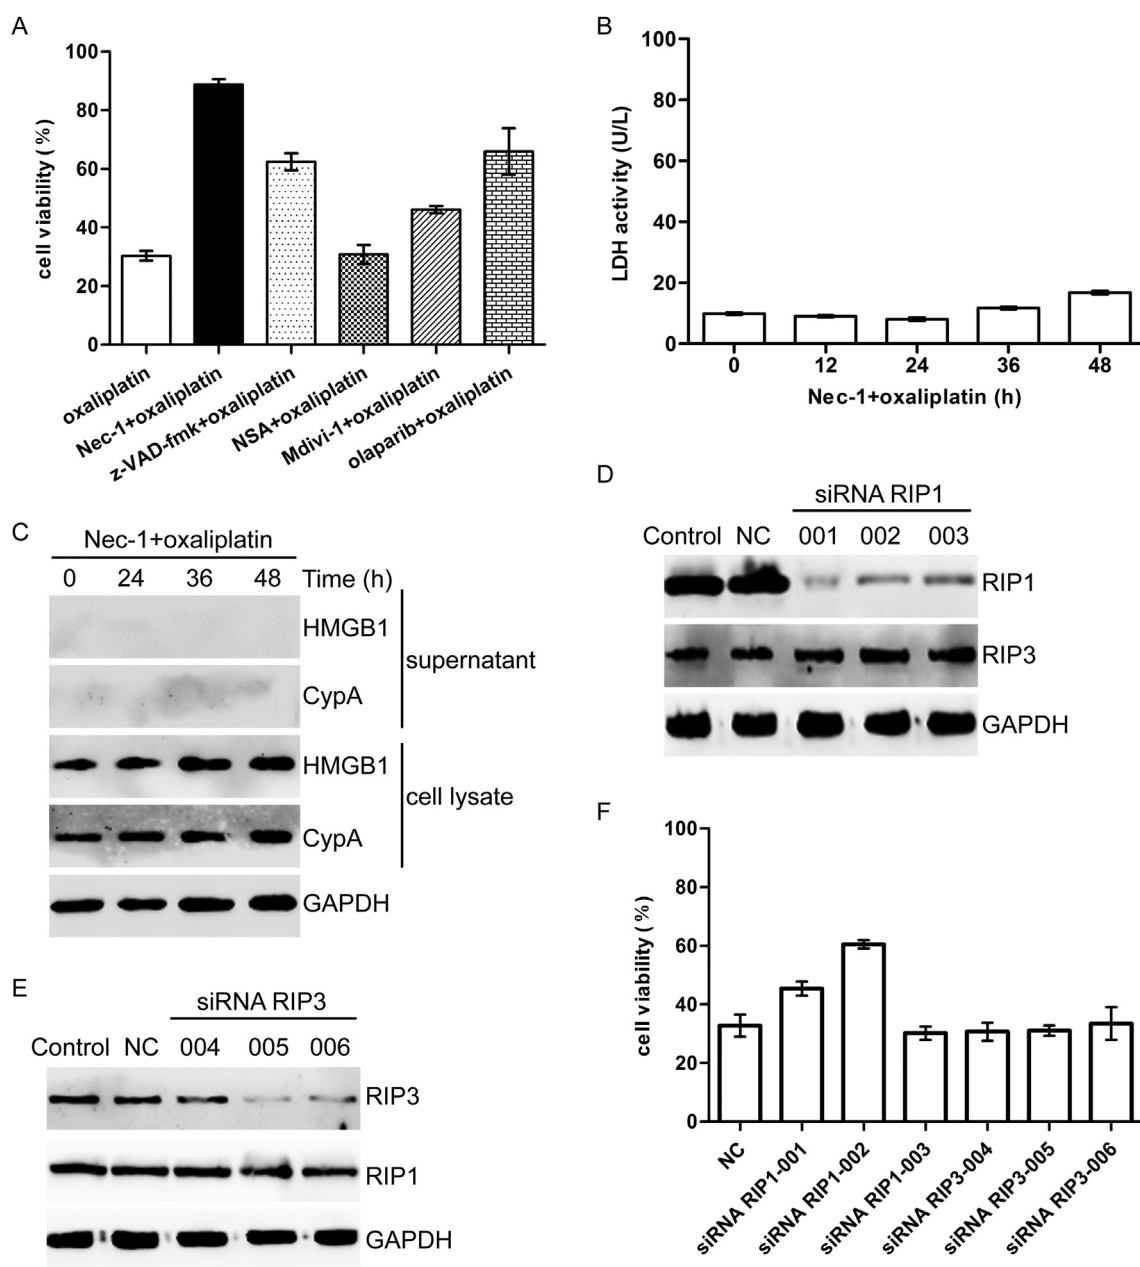 A
100
80
60
40
20
0
cell viability (%)
oxaliplatin
Nec-1+oxaliplatin
z-VAD-fmk+oxaliplatin
NSA+oxaliplatin
Mdivi-1+oxaliplatin
olaparib+oxaliplatin
B
100
80
60
40
20
0
LDH activity (U/L)
0 12 24 36 48
Nec-1+oxaliplatin (h)
C
Nec-1+oxaliplatin
0 24 36 48 Time (h)
HMGB1
CypA
supernatant
HMGB1
CypA
cell lysate
GAPDH
D
siRNA RIP1
Control NC 001 002 003
RIP1
RIP3
GAPDH
E
siRNA RIP3
Control NC 004 005 006
RIP3
RIP1
GAPDH
F
100
80
60
40
20
0
cell viability (%)
NC
siRNA RIP1-001
siRNA RIP1-002
siRNA RIP1-003
siRNA RIP3-004
siRNA RIP3-005
siRNA RIP3-006